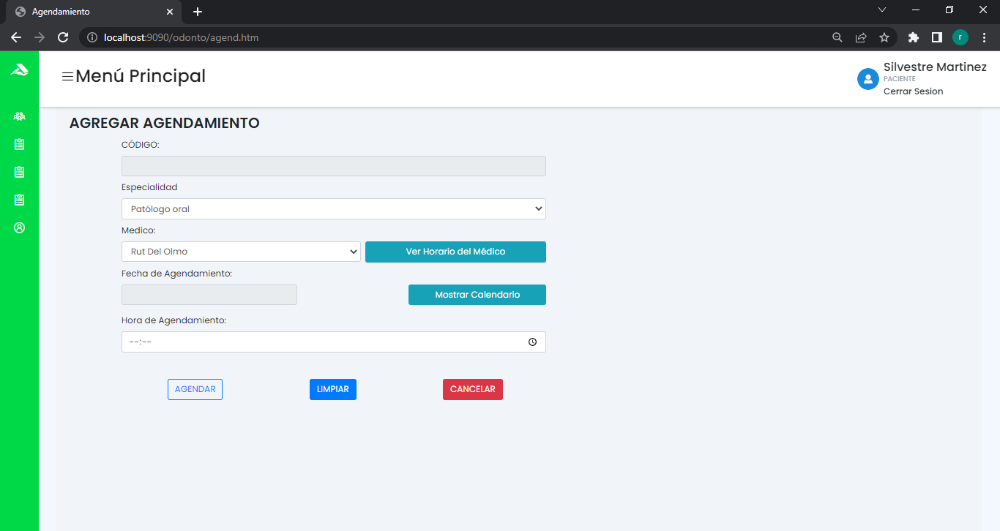 Agendamiento
localhost:9090/odonto/agend.htm
r
Menú Principal
Silvestre Martinez
PACIENTE
Cerrar Sesion
AGREGAR AGENDAMIENTO
CÓDIGO:
Especialidad
Patólogo oral
Medico:
Rut Del Olmo
Ver Horario del Médico
Fecha de Agendamiento:
Mostrar Calendario
Hora de Agendamiento:
--:--
AGENDAR
LIMPIAR
CANCELAR